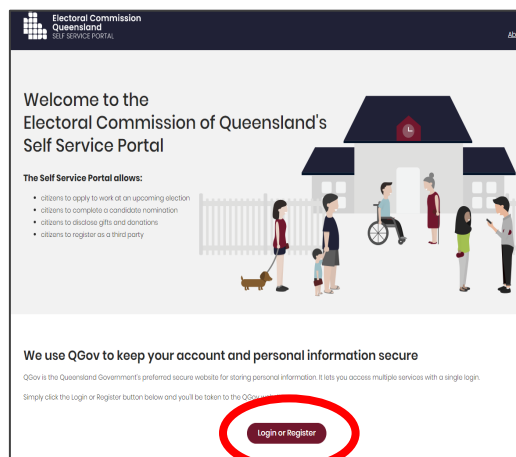 Electoral Commission
Queensland
SELF SERVICE PORTAL
Welcome to the
Electoral Commission of Queensland's
Self Service Portal
The Self Service Portal allows:
• citizens to apply to work at an upcoming election
• citizens to complete a candidate nomination
• citizens to disclose gifts and donations
• citizens to register as a third party
We use QGov to keep your account and personal information secure
QGov is the Queensland Government's preferred secure website for storing personal information. It lets you access multiple services with a single login.
Simply click the Login or Register button below and you'll be taken to the QGov
Login or Register